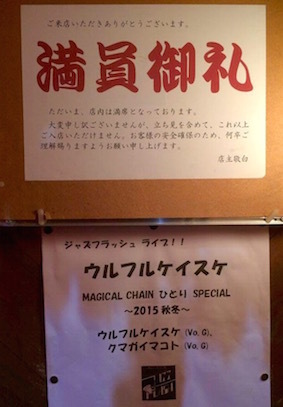 ご来店いただきありがとうございます。
満員御礼
ただいま、店内は満席となっております。
大変申し訳ございませんが、立ち見を含めて、これ以上
ご入店いただけません。お客様の安全確保のため、何卒ご
理解賜りますようお願い申し上げます。
店主敬白
ジャズフラッシュ ライブ！！
ウルフルケイスケ
MAGICAL CHAIN ひとり SPECIAL
～2015 秋冬～
ウルフルケイスケ (Vo, G),
クマガイマコト (Vo, G)